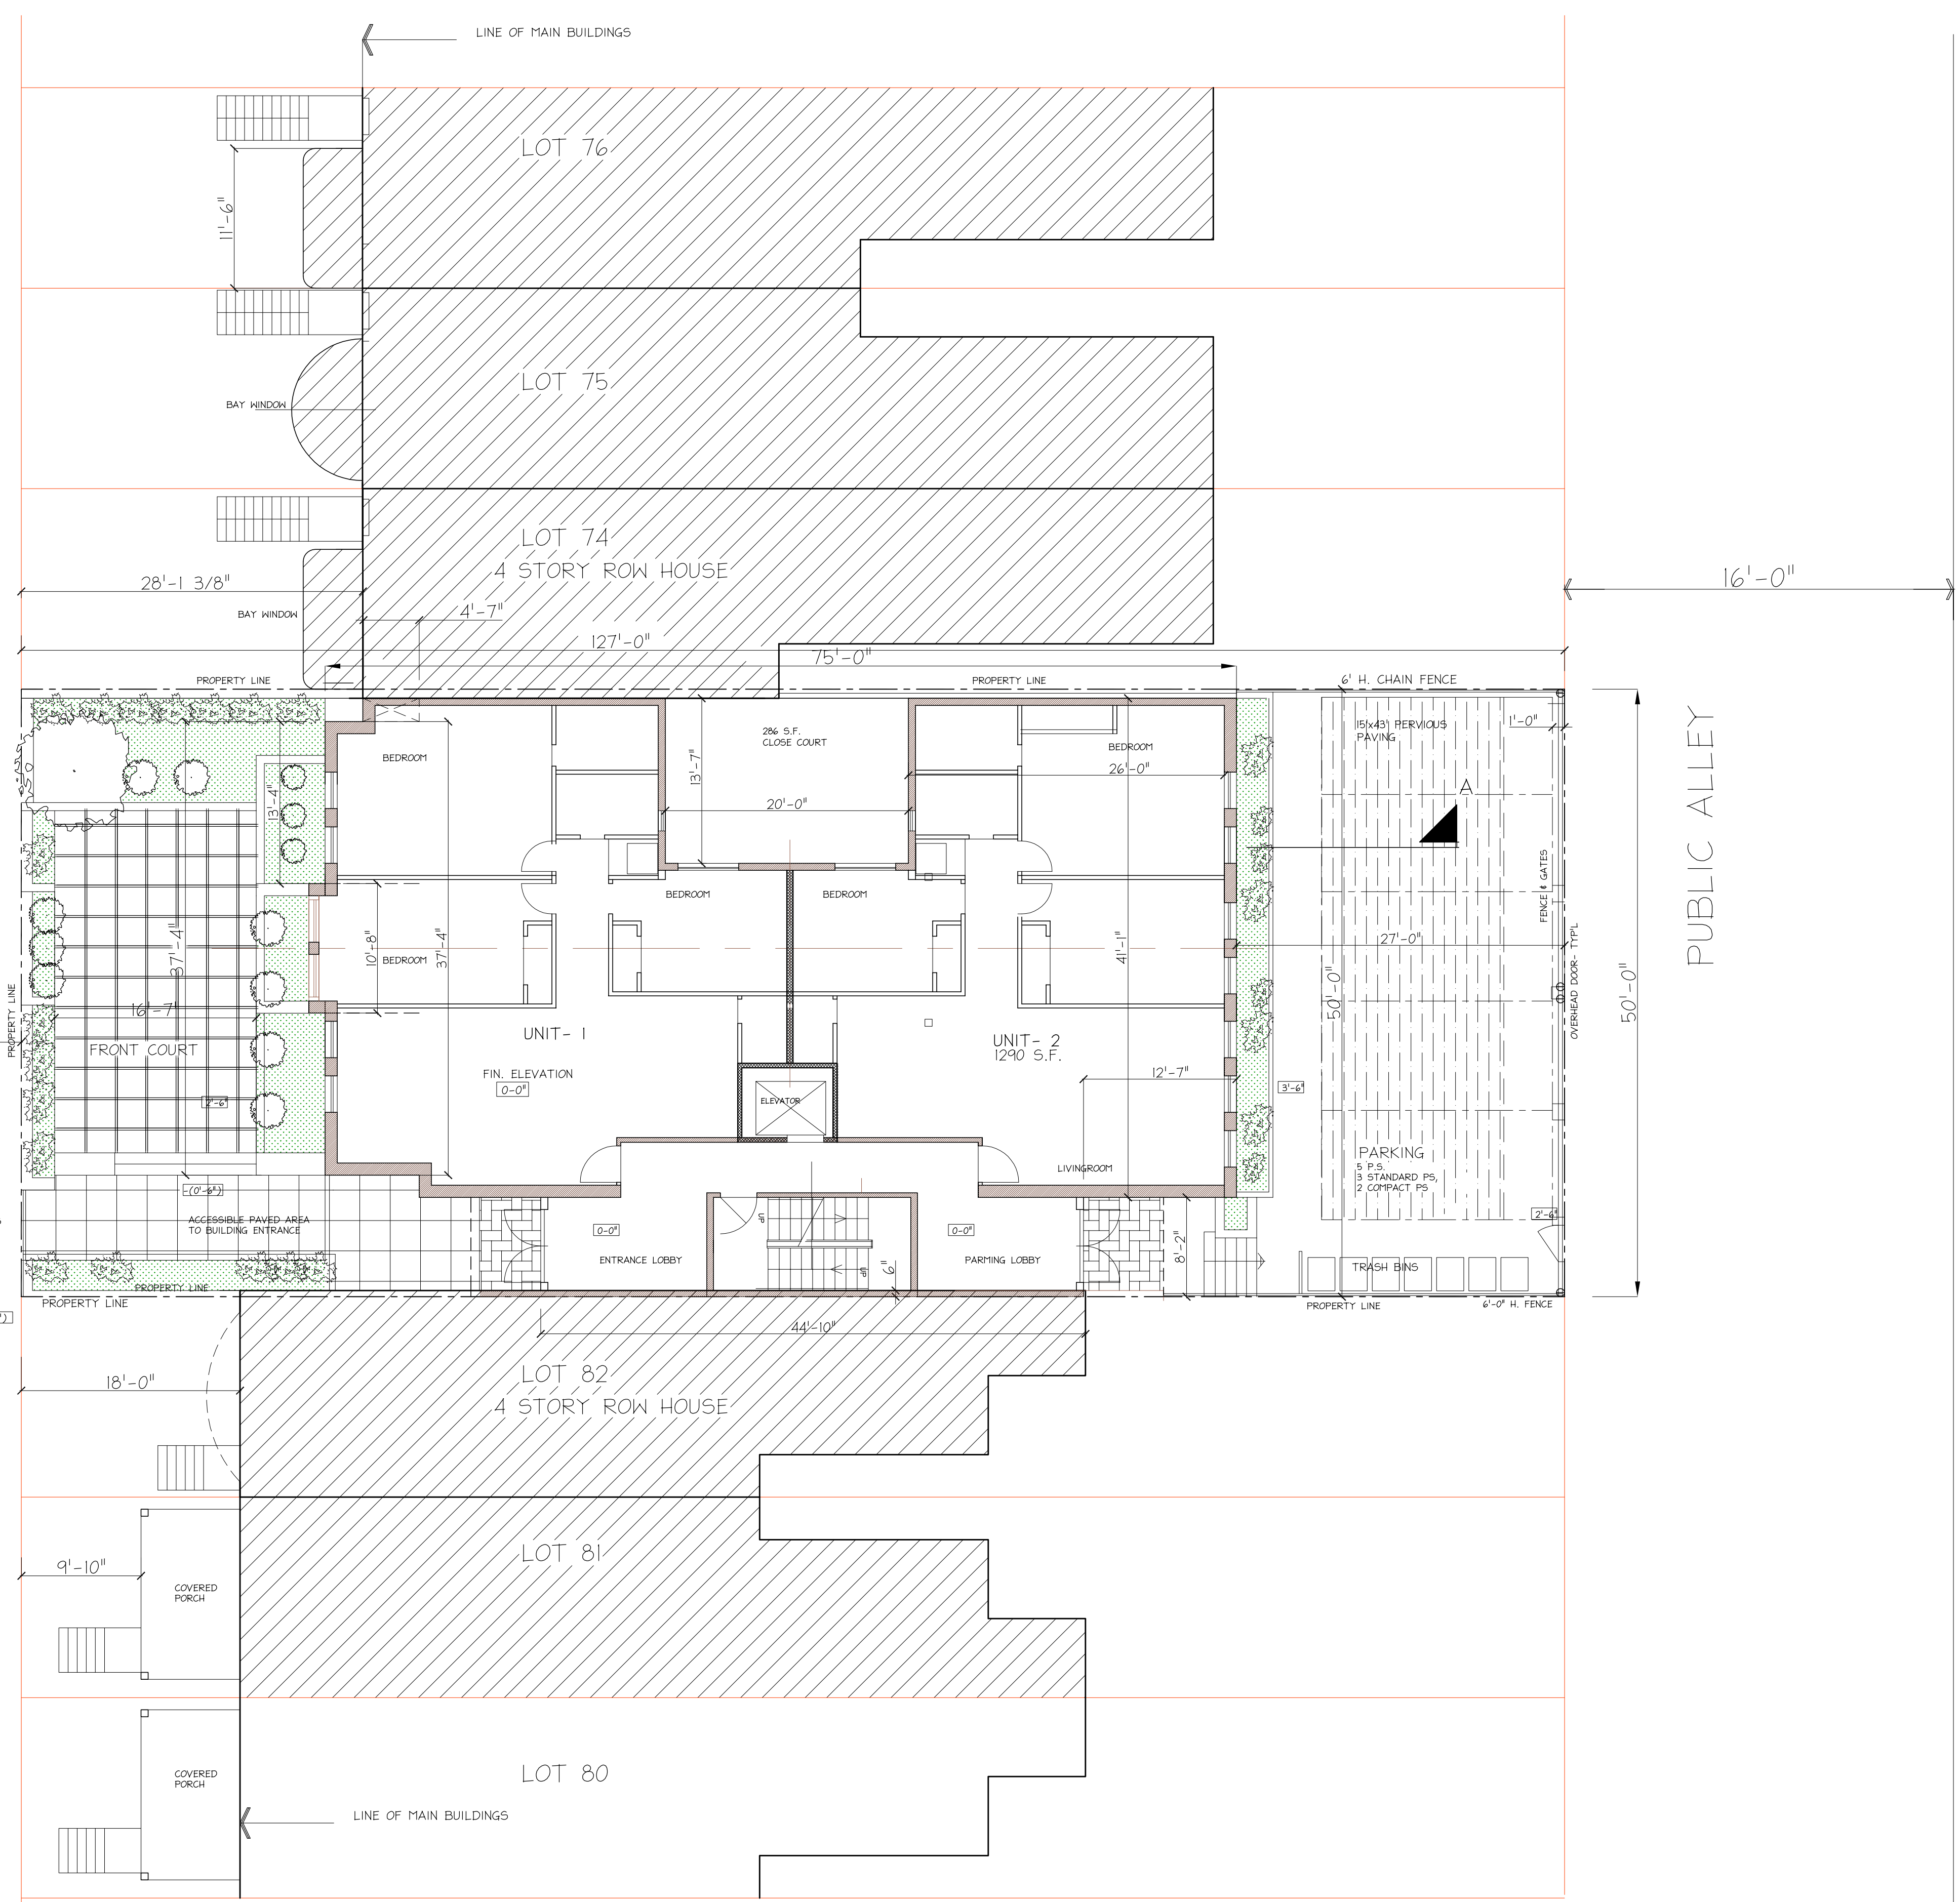 LINE OF MAIN BUILDINGS
LOT 76
11'-6"
LOT 75
BAY WINDOW
LOT 74
4 STORY ROW HOUSE
28'-1 3/8"
16'-0"
BAY WINDOW
4'-7"
127'-0"
75'-0"
PROPERTY LINE
PROPERTY LINE
6' H. CHAIN FENCE
15'x43' PERVIOUS
PAVING
1'-0"
286 S.F.
CLOSE COURT
BEDROOM
BEDROOM
13'-7"
26'-0"
20'-0"
13'-4"
A
PUBLIC ALLEY
FENCE & GATES
BEDROOM
BEDROOM
37'-4"
10'-8"
37'-4"
BEDROOM
41'-1"
27'-0"
50'-0"
50'-0"
OVERHEAD DOOR- TYP'L
PROPERTY LINE
16'-7"
FRONT COURT
UNIT- 1
UNIT- 2
1290 S.F.
FIN. ELEVATION
0-0"
12'-7"
3'-6"
2'-6"
ELEVATOR
PARKING
5 P.S.
3 STANDARD PS,
2 COMPACT PS
LIVINGROOM
-(0'-6")
ACCESSIBLE PAVED AREA
TO BUILDING ENTRANCE
UP
0-0"
0-0"
2'-6"
ENTRANCE LOBBY
PARMING LOBBY
8'-2"
6"
UP
TRASH BINS
PROPERTY LINE
PROPERTY LINE
PROPERTY LINE
6'-0" H. FENCE
44'-10"
LOT 82
4 STORY ROW HOUSE
18'-0"
LOT 81
9'-10"
COVERED
PORCH
LOT 80
COVERED
PORCH
LINE OF MAIN BUILDINGS